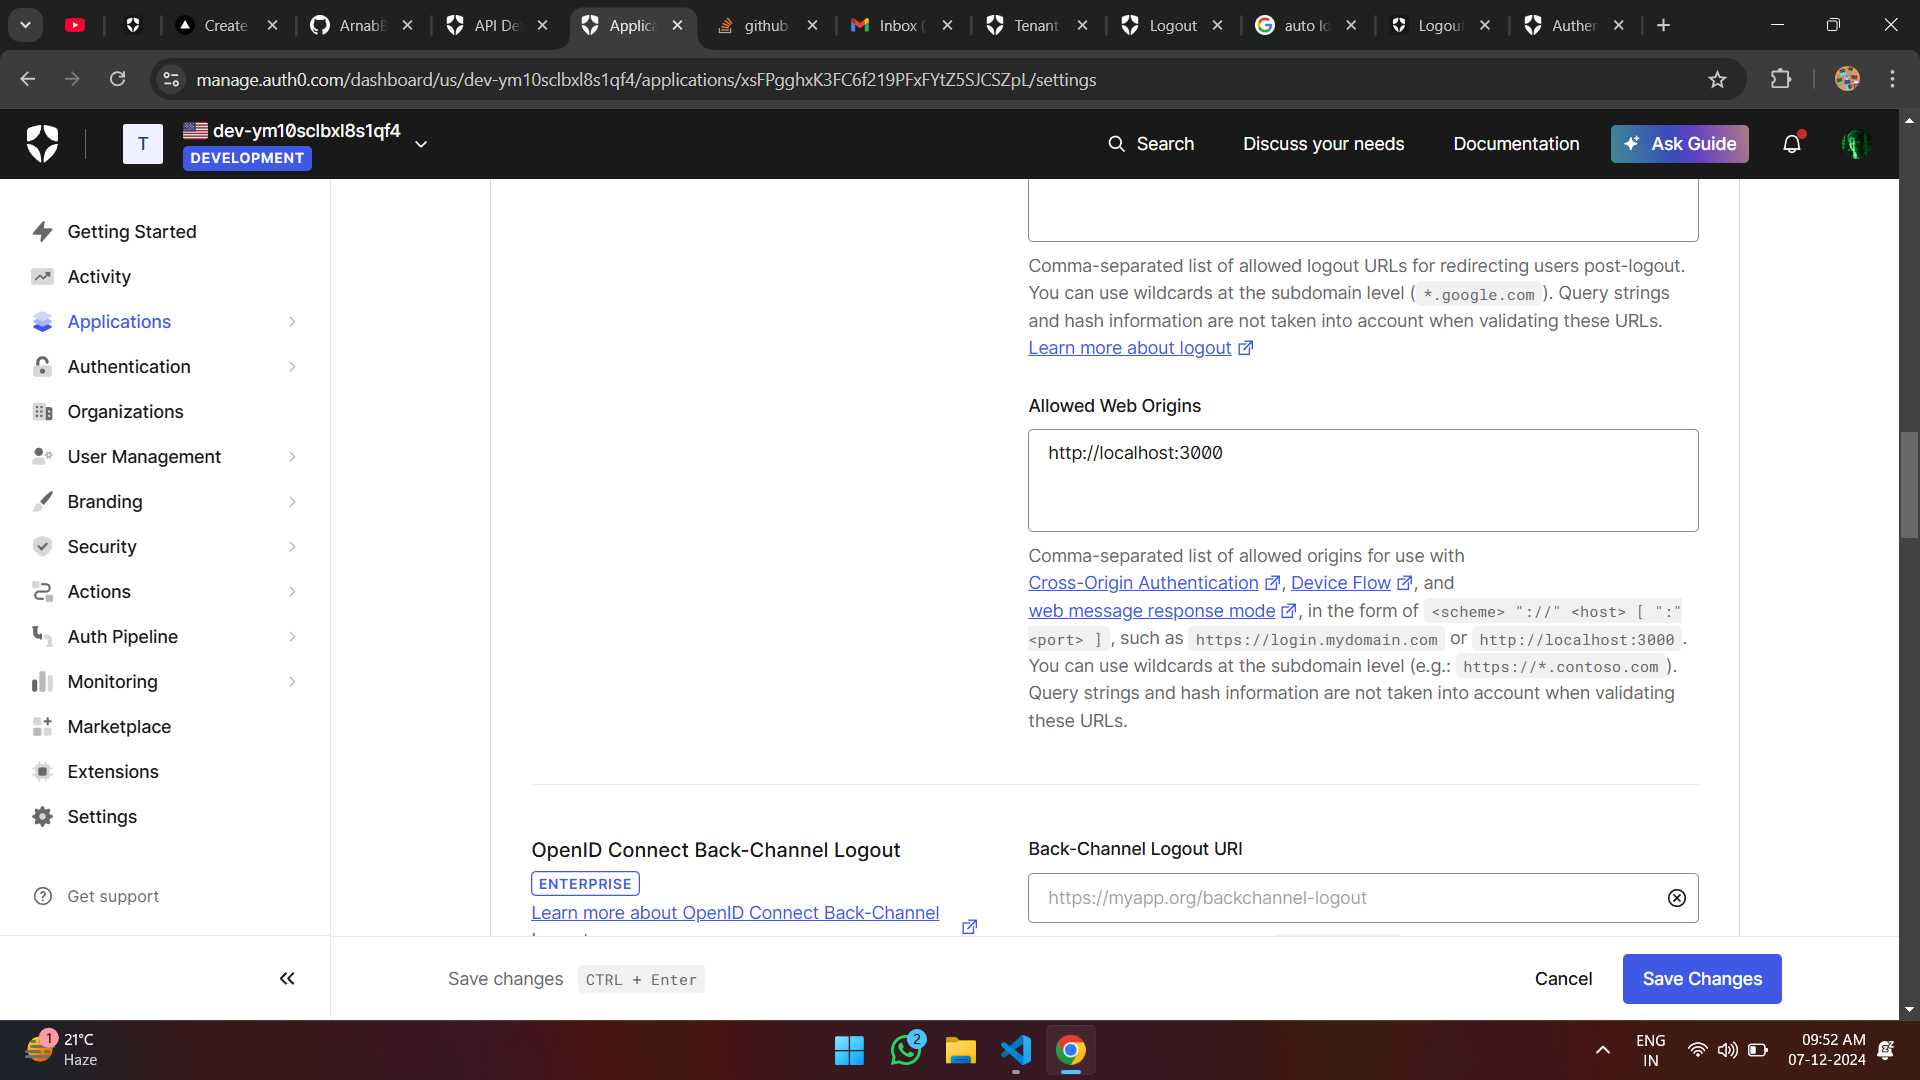 Create
ArnabB
API De
Applica
github
Inbox (
Tenant
Logout
auto lo
Logout
Auther
manage.auth0.com/dashboard/us/dev-ym10sclbxl8s1qf4/applications/xsFPgghxK3FC6f219PFxFYtZ5SJCSZpL/settings
T
dev-ym10sclbxl8s1qf4
DEVELOPMENT
Search
Discuss your needs
Documentation
Ask Guide
Getting Started
Activity
Applications
Authentication
Organizations
User Management
Branding
Security
Actions
Auth Pipeline
Monitoring
Marketplace
Extensions
Settings
Get support
Comma-separated list of allowed logout URLs for redirecting users post-logout.
You can use wildcards at the subdomain level ( *.google.com ). Query strings
and hash information are not taken into account when validating these URLs.
Learn more about logout
Allowed Web Origins
http://localhost:3000
Comma-separated list of allowed origins for use with
Cross-Origin Authentication , Device Flow , and
web message response mode , in the form of <scheme> "://" <host> [ ":"
<port> ] , such as https://login.mydomain.com or http://localhost:3000 .
You can use wildcards at the subdomain level (e.g.: https://*.contoso.com ).
Query strings and hash information are not taken into account when validating
these URLs.
OpenID Connect Back-Channel Logout
ENTERPRISE
Learn more about OpenID Connect Back-Channel
Back-Channel Logout URI
https://myapp.org/backchannel-logout
Save changes CTRL + Enter
Cancel
Save Changes
1
21°C
Haze
2
ENG
IN
09:52 AM
07-12-2024